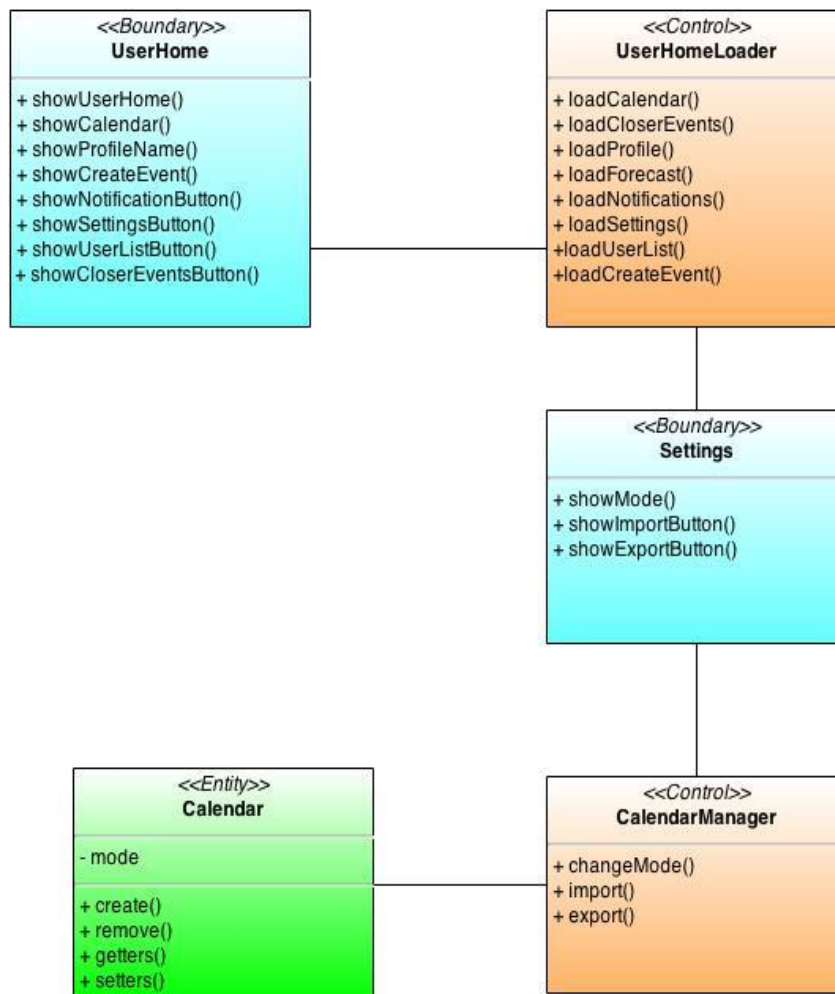 <<Boundary>>
UserHome
+ showUserHome()
+ showCalendar()
+ showProfileName()
+ showCreateEvent()
+ showNotificationButton()
+ showSettingsButton()
+ showUserListButton()
+ showCloserEventsButton()
<<Control>>
UserHomeLoader
+ loadCalendar()
+ loadCloserEvents()
+ loadProfile()
+ loadForecast()
+ loadNotifications()
+ loadSettings()
+loadUserList()
+loadCreateEvent()
<<Boundary>>
Settings
+ showMode()
+ showImportButton()
+ showExportButton()
<<Entity>>
Calendar
- mode
+ create()
+ remove()
+ getters()
+ setters()
<<Control>>
CalendarManager
+ changeMode()
+ import()
+ export()